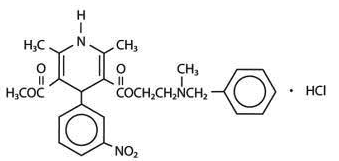 H
N
H₃C CH₃
O O CH₃
H₃COC COCH₂CH₂NCH₂ · HCl
NO₂